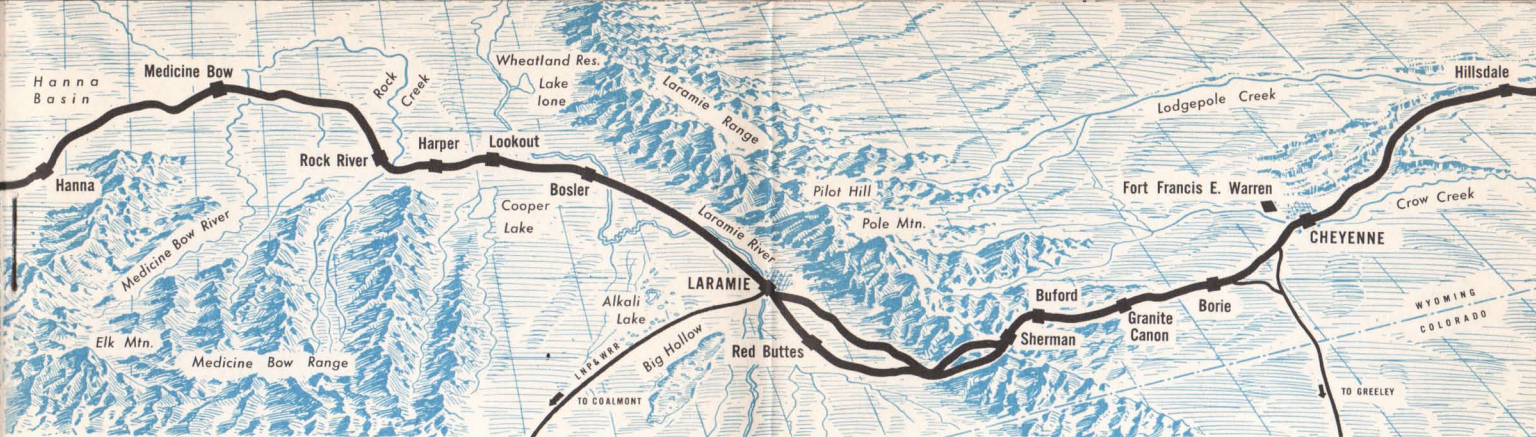 Hanna
Basin
Medicine Bow
Rock
Creek
Wheatland Res.
Lake
Ione
Laramie
Range
Lodgepole Creek
Hillsdale
Hanna
Rock River
Harper
Lookout
Bosler
Cooper
Lake
Medicine Bow River
Elk Mtn.
Medicine Bow Range
Laramie River
Pilot Hill
Pole Mtn.
Fort Francis E. Warren
Crow Creek
CHEYENNE
LARAMIE
Alkali
Lake
Big Hollow
LNP&WRR
TO COALMONT
Red Buttes
Buford
Sherman
Granite
Canon
Borie
WYOMING
COLORADO
TO GREELEY